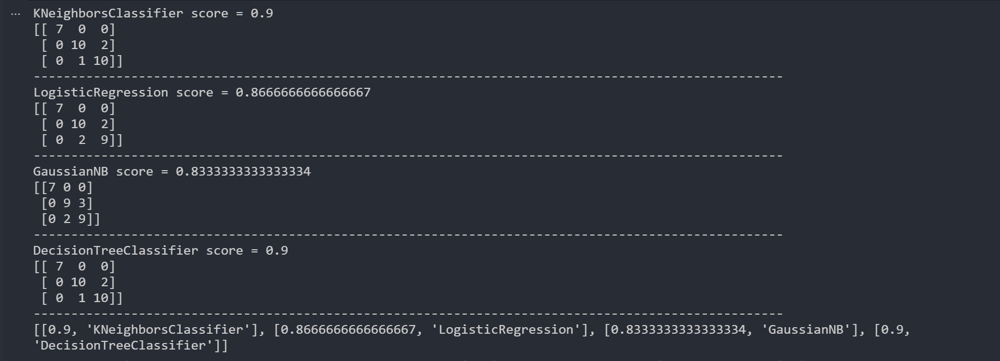 ... KNeighborsClassifier score = 0.9
[[ 7  0  0]
 [ 0 10  2]
 [ 0  1 10]]
----------------------------------------------------------------------------------------------------
LogisticRegression score = 0.8666666666666667
[[ 7  0  0]
 [ 0 10  2]
 [ 0  2  9]]
----------------------------------------------------------------------------------------------------
GaussianNB score = 0.8333333333333334
[[7 0 0]
 [0 9 3]
 [0 2 9]]
----------------------------------------------------------------------------------------------------
DecisionTreeClassifier score = 0.9
[[ 7  0  0]
 [ 0 10  2]
 [ 0  1 10]]
----------------------------------------------------------------------------------------------------
[[0.9, 'KNeighborsClassifier'], [0.8666666666666667, 'LogisticRegression'], [0.8333333333333334, 'GaussianNB'], [0.9,
'DecisionTreeClassifier']]